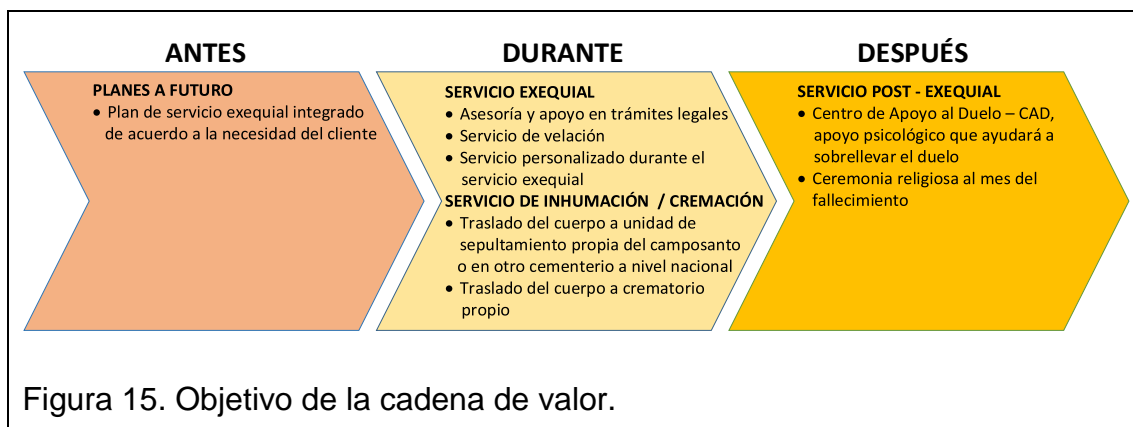 ANTES
PLANES A FUTURO
• Plan de servicio exequial integrado
de acuerdo a la necesidad del cliente
DURANTE
SERVICIO EXEQUIAL
• Asesoría y apoyo en trámites legales
• Servicio de velación
• Servicio personalizado durante el
servicio exequial
SERVICIO DE INHUMACIÓN / CREMACIÓN
• Traslado del cuerpo a unidad de
sepultamiento propia del camposanto
o en otro cementerio a nivel nacional
• Traslado del cuerpo a crematorio
propio
DESPUÉS
SERVICIO POST - EXEQUIAL
• Centro de Apoyo al Duelo – CAD,
apoyo psicológico que ayudará a
sobrellevar el duelo
• Ceremonia religiosa al mes del
fallecimiento
Figura 15. Objetivo de la cadena de valor.